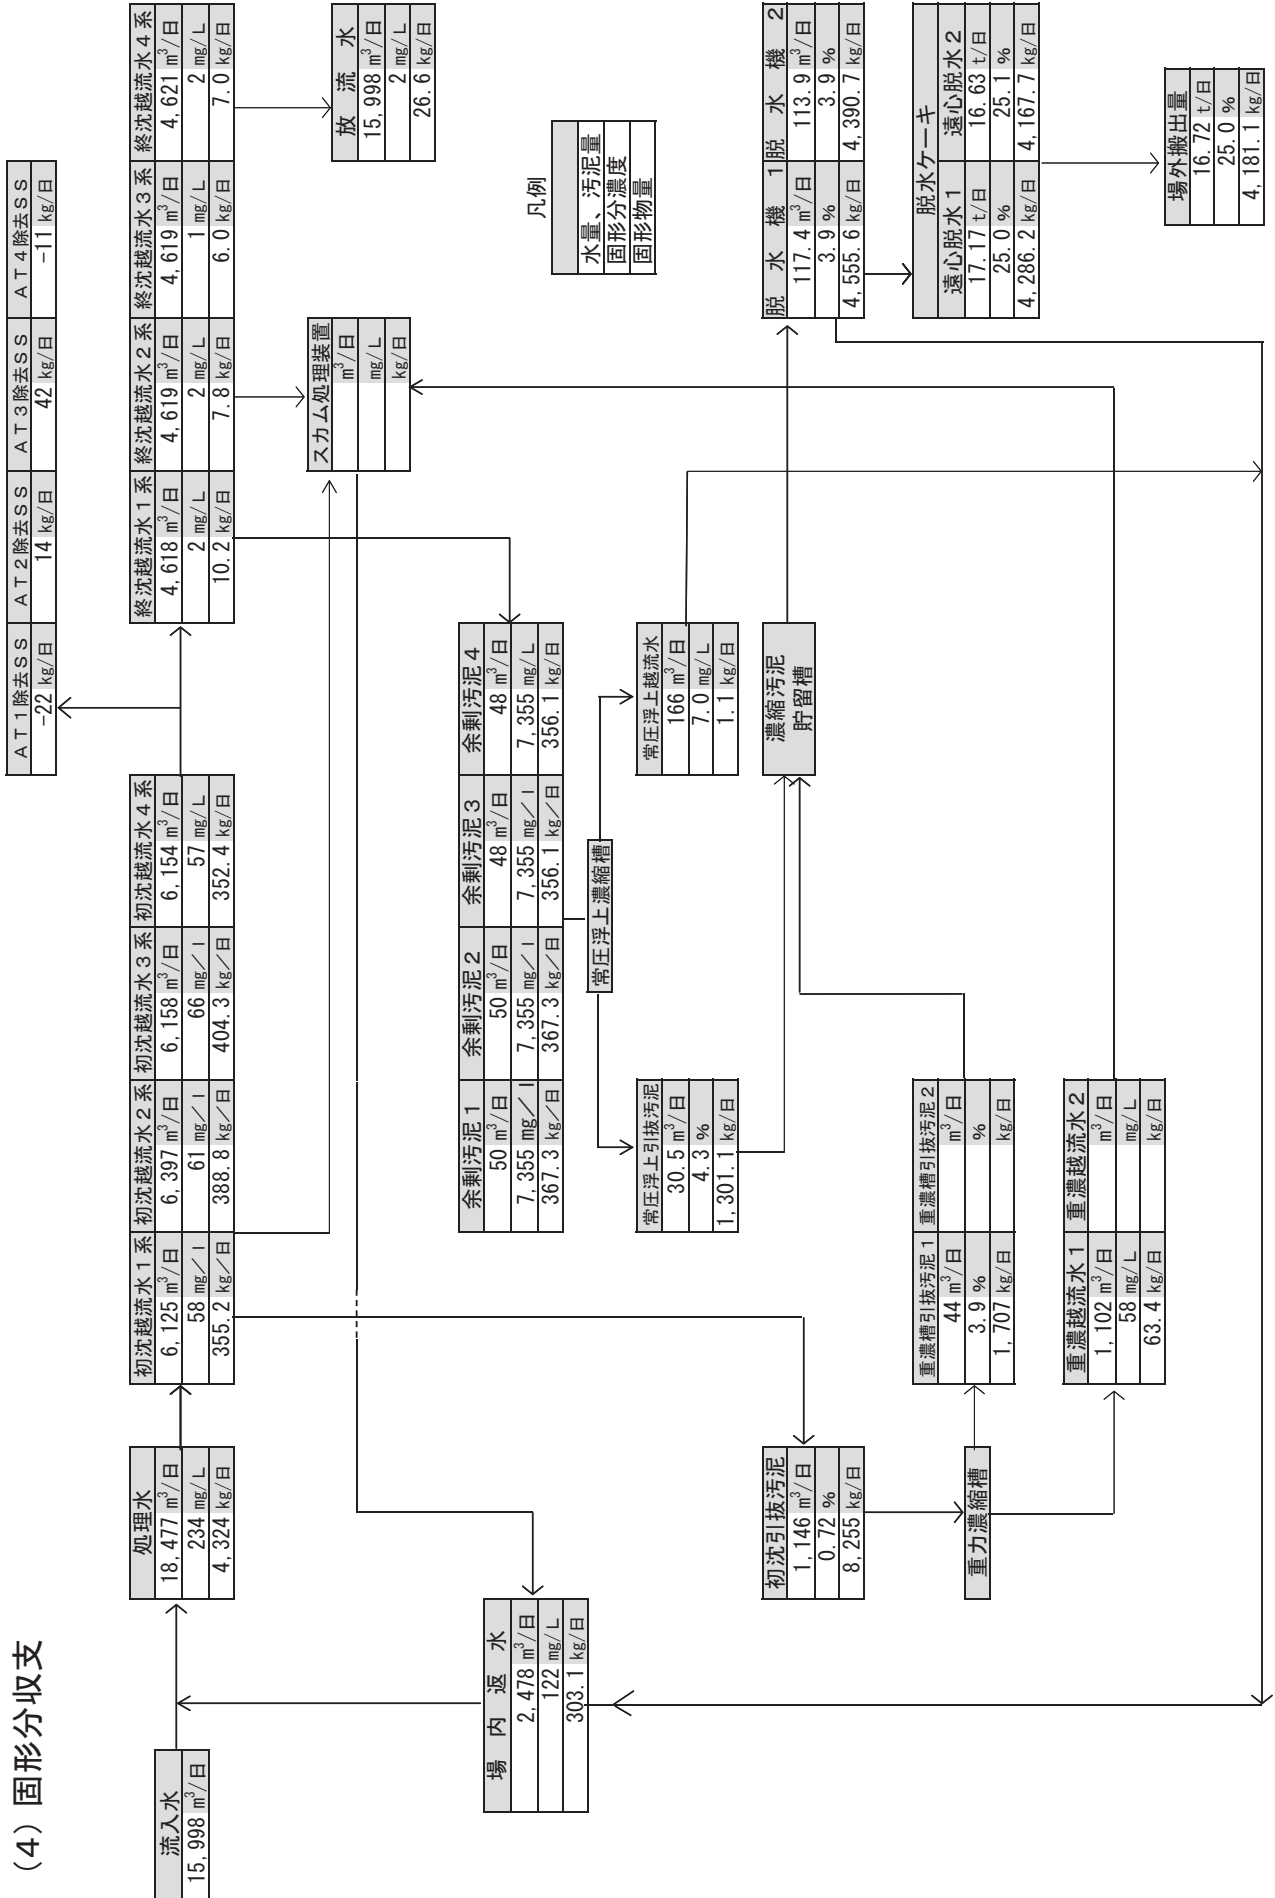 （4）固形分収支
流入水
15,998 m³/日
場 内 返 水
2,478 m³/日
122 mg/L
303.1 kg/日
処理水
18,477 m³/日
234 mg/L
4,324 kg/日
初沈越流水1系 初沈越流水2系 初沈越流水3系 初沈越流水4系
6,125 m³/日 6,397 m³/日 6,158 m³/日 6,154 m³/日
58 mg／l 61 mg／l 66 mg／l 57 mg/L
355.2 kg／日 388.8 kg／日 404.3 kg／日 352.4 kg/日
AT1除去SS AT2除去SS AT3除去SS AT4除去SS
-22 kg/日 14 kg/日 42 kg/日 -11 kg/日
終沈越流水1系 終沈越流水2系 終沈越流水3系 終沈越流水4系
4,618 m³/日 4,619 m³/日 4,619 m³/日 4,621 m³/日
2 mg/L 2 mg/L 1 mg/L 2 mg/L
10.2 kg/日 7.8 kg/日 6.0 kg/日 7.0 kg/日
スカム処理装置
m³/日
mg/L
kg/日
放 流 水
15,998 m³/日
2 mg/L
26.6 kg/日
余剰汚泥1 余剰汚泥2 余剰汚泥3 余剰汚泥4
50 m³/日 50 m³/日 48 m³/日 48 m³/日
7,355 mg／l 7,355 mg／l 7,355 mg／l 7,355 mg/L
367.3 kg／日 367.3 kg／日 356.1 kg／日 356.1 kg/日
凡例
水量、汚泥量
固形分濃度
固形物量
常圧浮上濃縮槽
常圧浮上引抜汚泥
30.5 m³/日
4.3 %
1,301.1 kg/日
常圧浮上越流水
166 m³/日
7.0 mg/L
1.1 kg/日
初沈引抜汚泥
1,146 m³/日
0.72 %
8,255 kg/日
濃縮汚泥
貯留槽
脱 水 機 1 脱 水 機 2
117.4 m³/日 113.9 m³/日
3.9 % 3.9 %
4,555.6 kg/日 4,390.7 kg/日
重力濃縮槽
重濃槽引抜汚泥1 重濃槽引抜汚泥2
44 m³/日 m³/日
3.9 % %
1,707 kg/日 kg/日
脱水ケーキ
遠心脱水1 遠心脱水2
17.17 t/日 16.63 t/日
25.0 % 25.1 %
4,286.2 kg/日 4,167.7 kg/日
重濃越流水1 重濃越流水2
1,102 m³/日 m³/日
58 mg/L mg/L
63.4 kg/日 kg/日
場外搬出量
16.72 t/日
25.0 %
4,181.1 kg/日